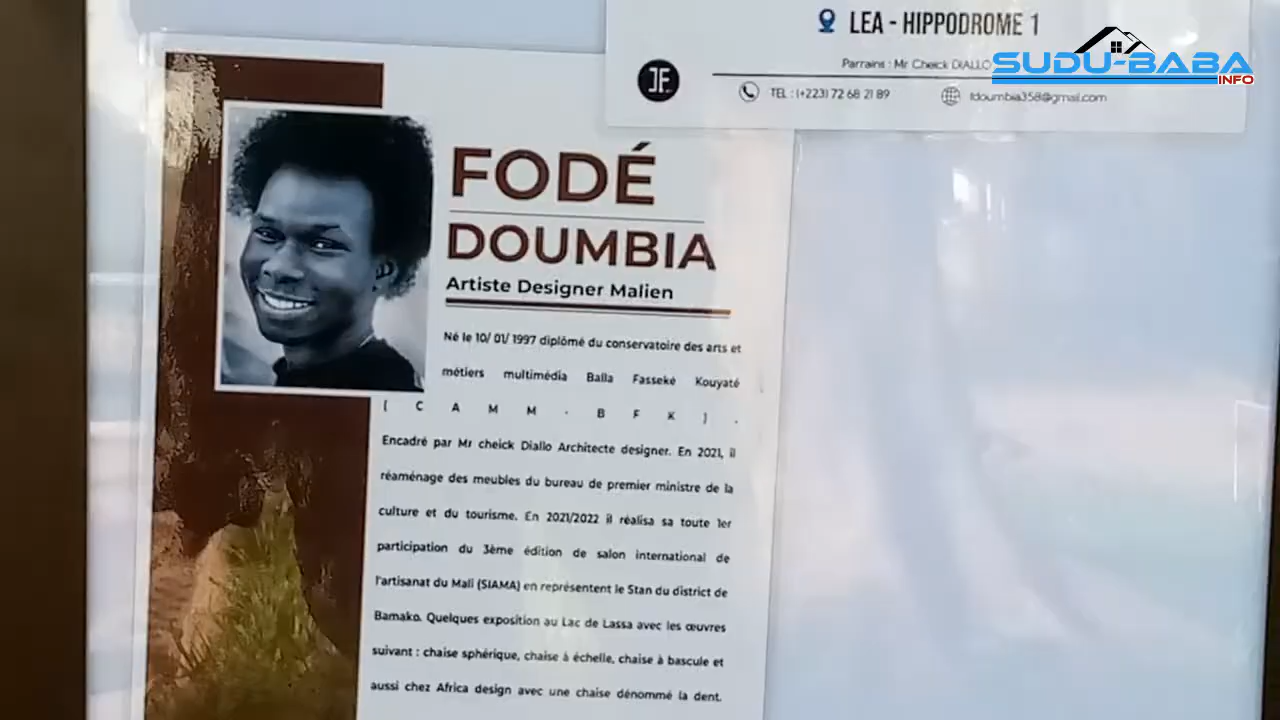 LEA - HIPPODROME 1
Parrains : Mr Cheick DIALLO
TEL : (+223) 72 68 21 89
fdoumbia358@gmail.com
SUDU-BABA
INFO
FODÉ
DOUMBIA
Artiste Designer Malien
Né le 10/ 01/ 1997 diplômé du conservatoire des arts et
métiers multimédia Balla Fasseké Kouyaté
[ C A M M - B F K ] .
Encadré par Mr cheick Diallo Architecte designer. En 2021, il
réaménage des meubles du bureau de premier ministre de la
culture et du tourisme. En 2021/2022 il réalisa sa toute 1er
participation du 3ème édition de salon international de
l'artisanat du Mali (SIAMA) en représentent le Stan du district de
Bamako. Quelques exposition au Lac de Lassa avec les œuvres
suivant : chaise sphérique, chaise à échelle, chaise à bascule et
aussi chez Africa design avec une chaise dénommé la dent.